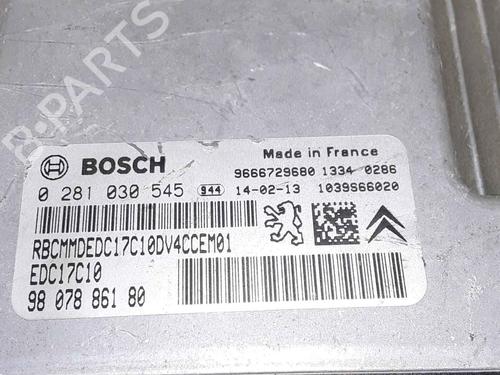 B-PARTS
BOSCH
Made in France
9666729680 1334 0286
0 281 030 545 944 14-02-13 1039S66020
RBCMMDEDC17C10DV4CCEM01
EDC17C10
98 078 861 80